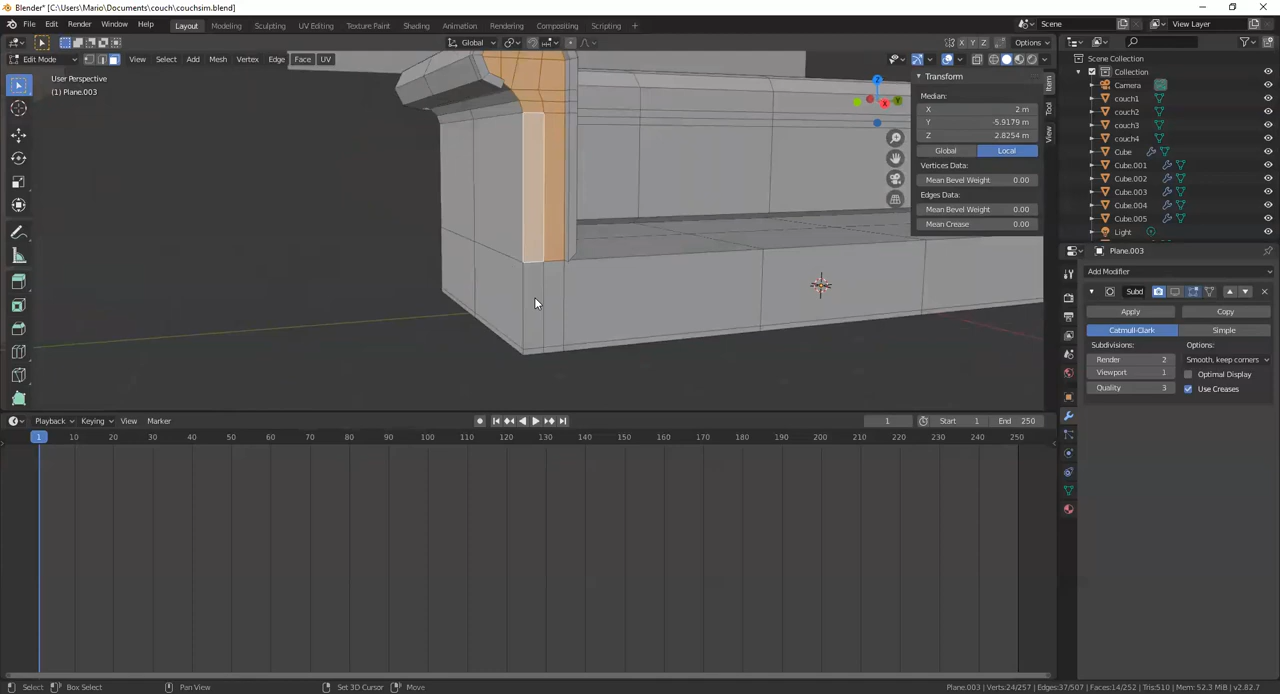 Blender* [C:\Users\Mario\Documents\couch\couchsim.blend]
File Edit Render Window Help Layout Modeling Sculpting UV Editing Texture Paint Shading Animation Rendering Compositing Scripting + Scene View Layer
Global Options
Edit Mode View Select Add Mesh Vertex Edge Face UV X Y Z
User Perspective
(1) Plane.003
Transform
Median:
X 2 m
Y -5.9179 m
Z 2.8254 m
Global Local
Vertices Data:
Mean Bevel Weight 0.00
Edges Data:
Mean Bevel Weight 0.00
Mean Crease 0.00
Item
Tool
View
Z
X
Y
Scene Collection
Collection
Camera
couch1
couch2
couch3
couch4
Cube
Cube.001
Cube.002
Cube.003
Cube.004
Cube.005
Light
Plane.003
Add Modifier
Subd
Apply Copy
Catmull-Clark Simple
Subdivisions: Options:
Render 2 Smooth, keep corners
Viewport 1 Optimal Display
Quality 3 Use Creases
Playback Keying View Marker 1 Start 1 End 250
1 10 20 30 40 50 60 70 80 90 100 110 120 130 140 150 160 170 180 190 200 210 220 230 240 250
Select Box Select Pan View Set 3D Cursor Move Plane.003 | Verts:24/257 | Edges:37/507 | Faces:14/252 | Tris:510 | Mem: 52.3 MiB | v2.82.7